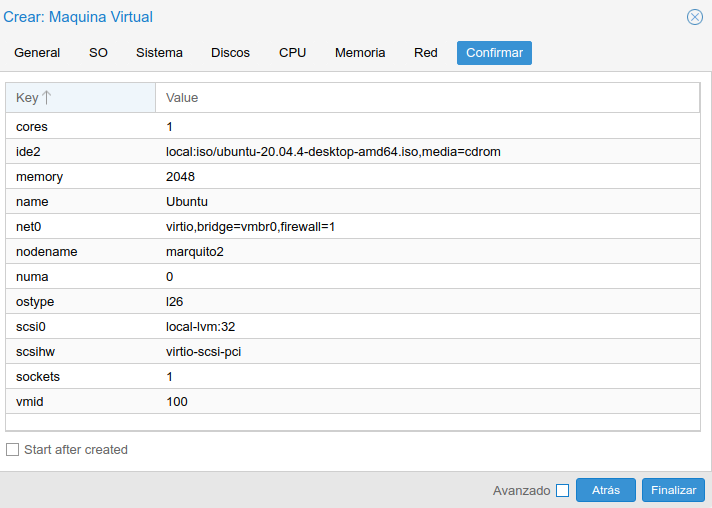 Crear: Maquina Virtual
General SO Sistema Discos CPU Memoria Red Confirmar
Key Value
cores 1
ide2 local:iso/ubuntu-20.04.4-desktop-amd64.iso,media=cdrom
memory 2048
name Ubuntu
net0 virtio,bridge=vmbr0,firewall=1
nodename marquito2
numa 0
ostype l26
scsi0 local-lvm:32
scsihw virtio-scsi-pci
sockets 1
vmid 100
Start after created
Avanzado Atrás Finalizar